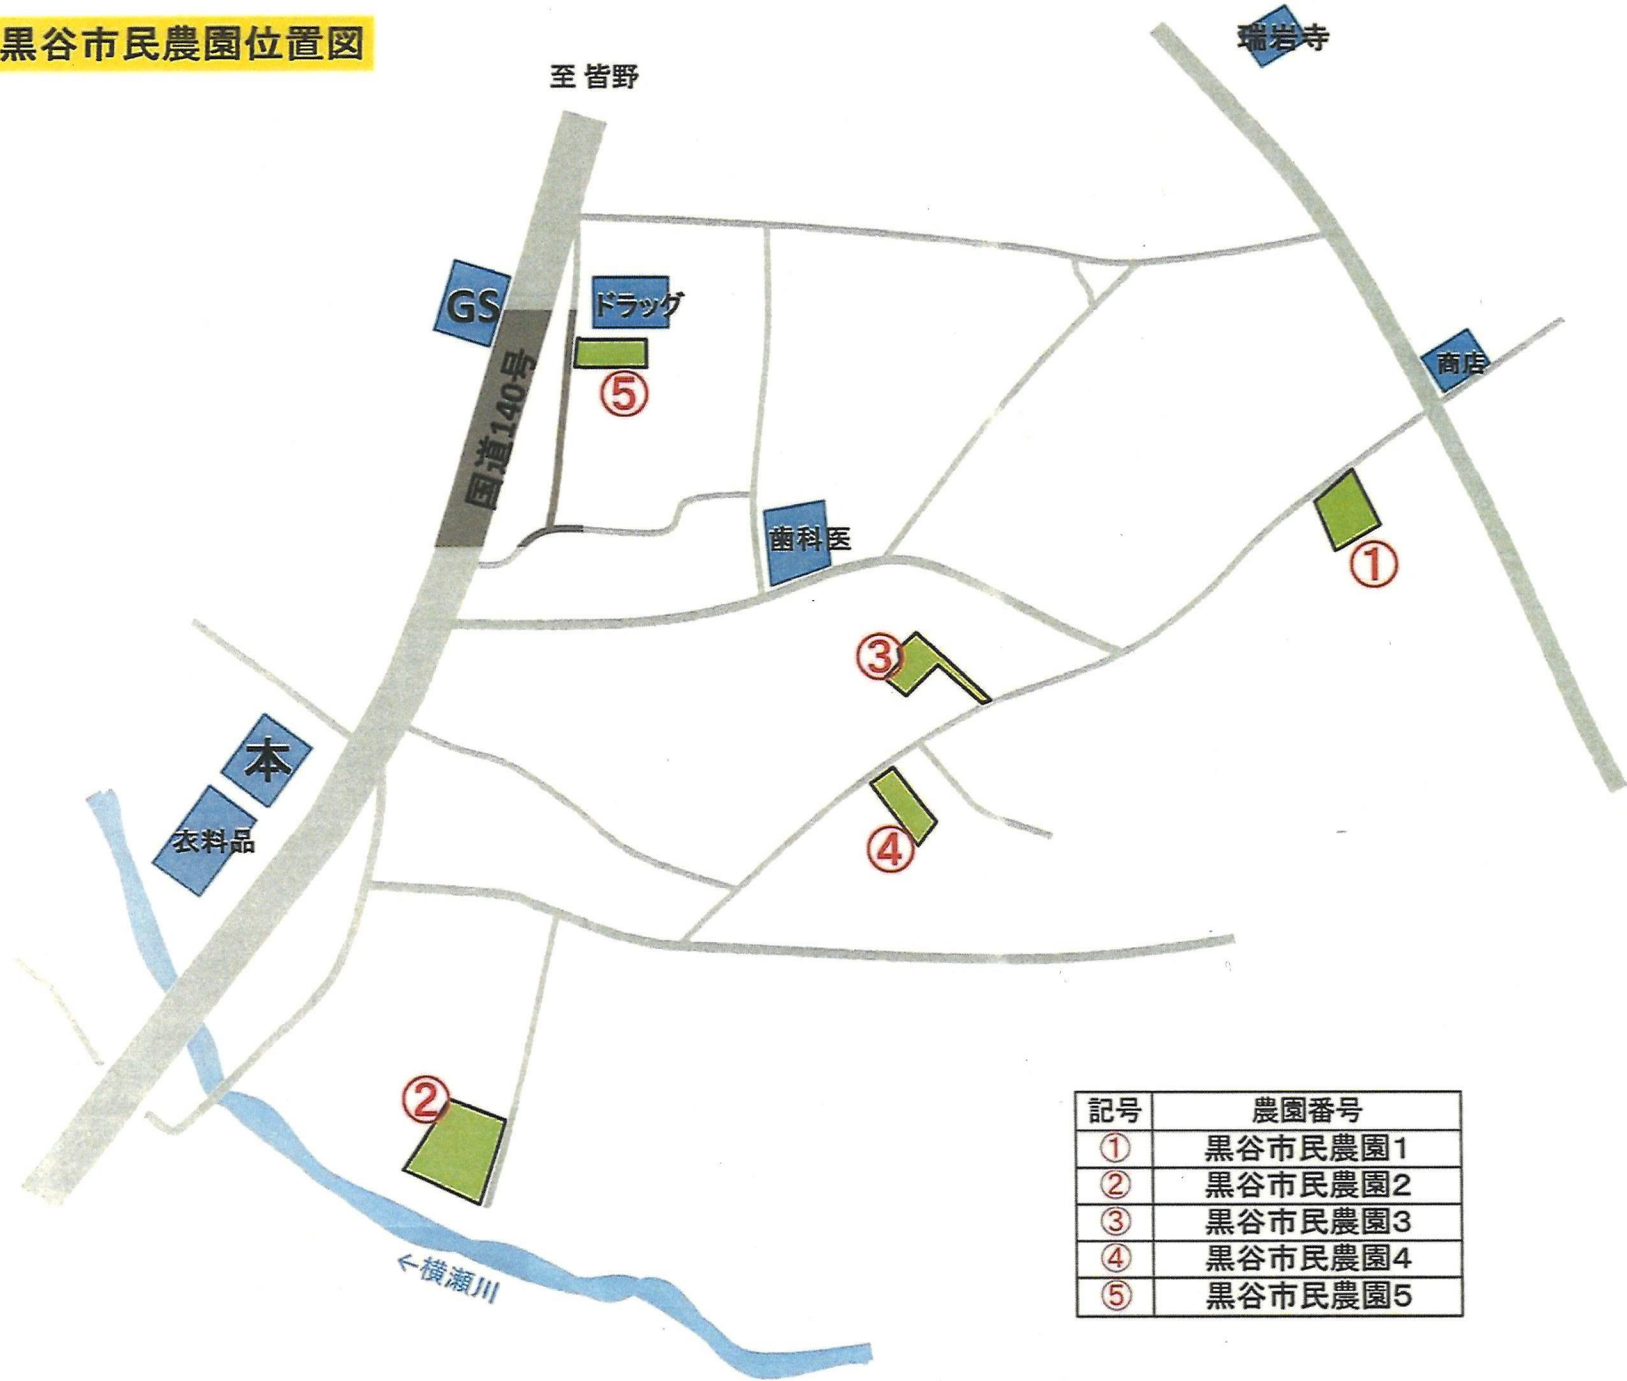 黒谷市民農園位置図
至 皆野
瑞岩寺
GS
ドラッグ
国道140号
⑤
商店
歯科医
①
③
本
衣料品
④
②
←横瀬川
記号 農園番号
① 黒谷市民農園1
② 黒谷市民農園2
③ 黒谷市民農園3
④ 黒谷市民農園4
⑤ 黒谷市民農園5